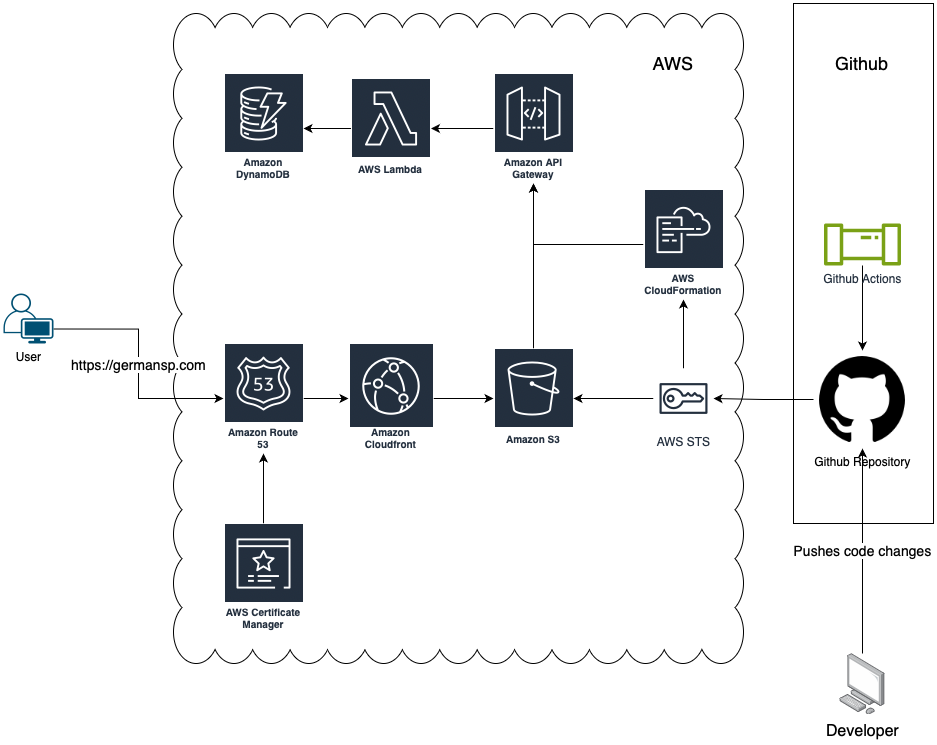 AWS
Github
Amazon
DynamoDB
AWS Lambda
</>
Amazon API
Gateway
AWS
CloudFormation
Github Actions
User
https://germansp.com
53
Amazon Route
53
Amazon
Cloudfront
Amazon S3
AWS STS
Github Repository
Pushes code changes
AWS Certificate
Manager
Developer